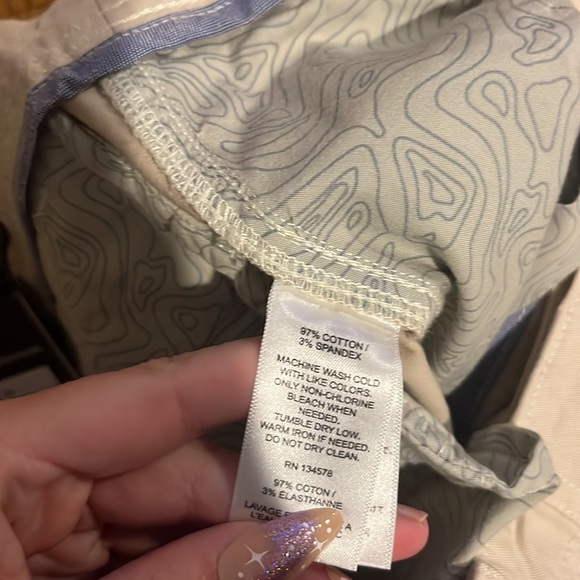 97% COTTON /
3% SPANDEX
MACHINE WASH COLD
WITH LIKE COLORS.
ONLY NON-CHLORINE
BLEACH WHEN
NEEDED.
TUMBLE DRY LOW.
WARM IRON IF NEEDED.
DO NOT DRY CLEAN.
RN 134578
97% COTON /
3% ELASTHANNE
LAVAGE
L'EA